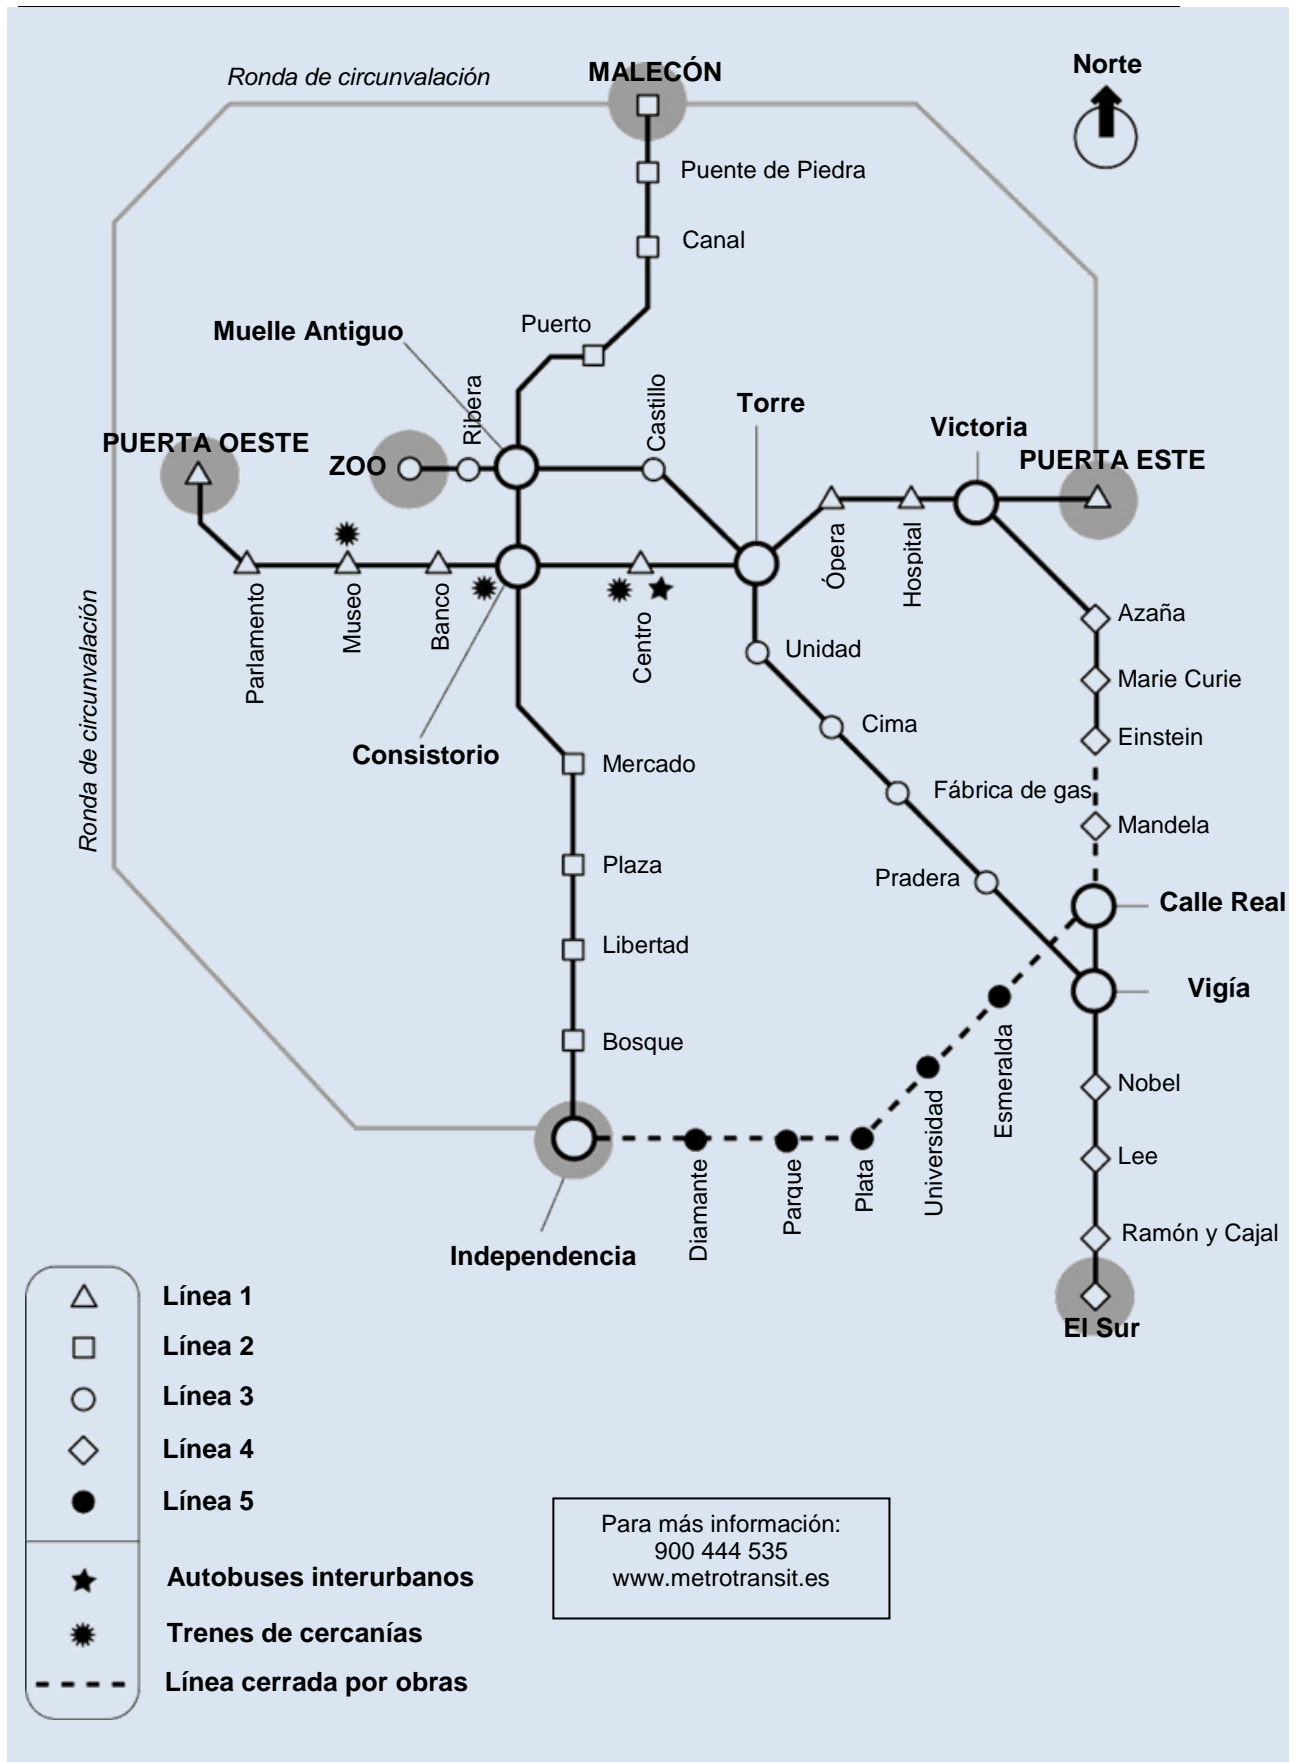 Ronda de circunvalación
MALECÓN
Norte
Puente de Piedra
Canal
Puerto
Muelle Antiguo
Ribera
Castillo
Torre
Victoria
PUERTA OESTE
ZOO
PUERTA ESTE
Ópera
Hospital
Parlamento
Museo
Banco
Centro
Azaña
Unidad
Marie Curie
Cima
Einstein
Consistorio
Mercado
Fábrica de gas
Mandela
Ronda de circunvalación
Plaza
Pradera
Calle Real
Libertad
Vigía
Bosque
Esmeralda
Nobel
Universidad
Diamante
Parque
Plata
Lee
Ramón y Cajal
Independencia
El Sur
Línea 1
Línea 2
Línea 3
Línea 4
Línea 5
Autobuses interurbanos
Trenes de cercanías
Línea cerrada por obras
Para más información:
900 444 535
www.metrotransit.es